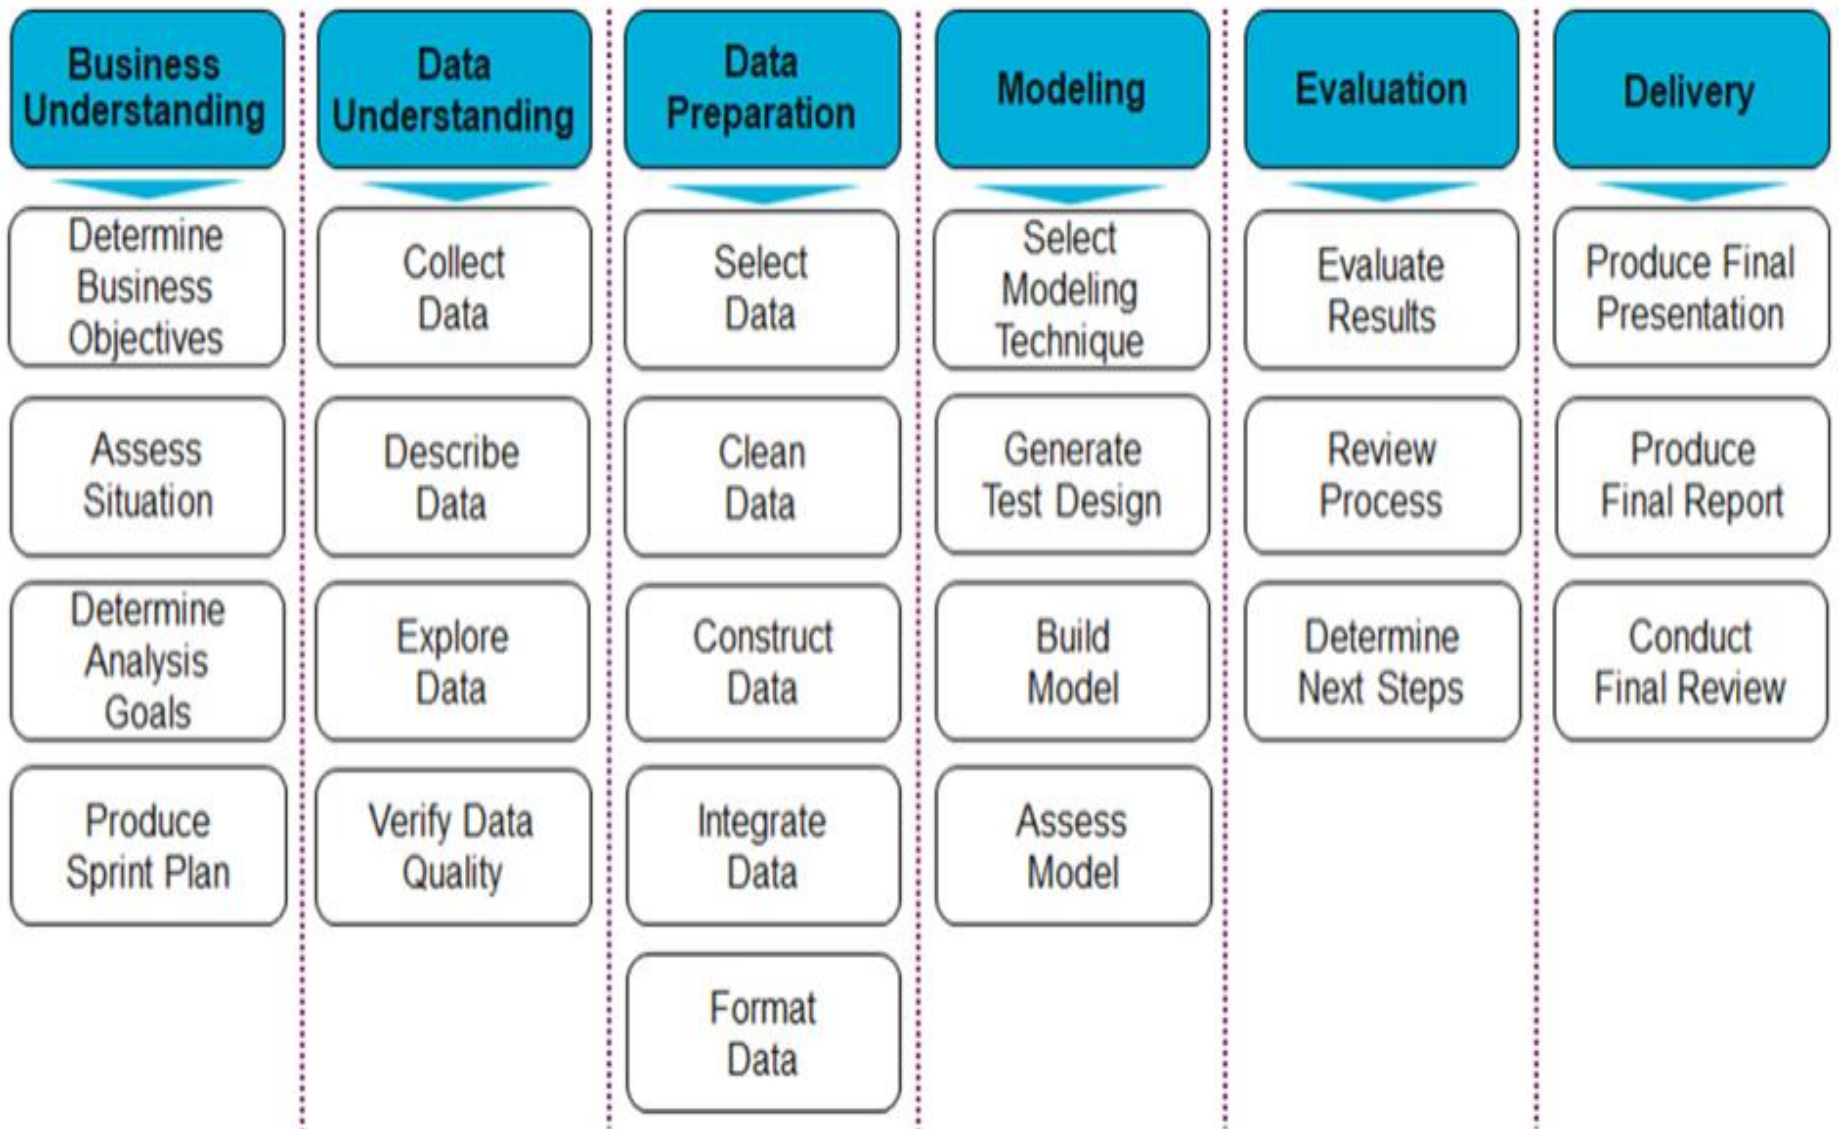 Business
Understanding
Determine
Business
Objectives
Assess
Situation
Determine
Analysis
Goals
Produce
Sprint Plan
Data
Understanding
Collect
Data
Describe
Data
Explore
Data
Verify Data
Quality
Data
Preparation
Select
Data
Clean
Data
Construct
Data
Integrate
Data
Format
Data
Modeling
Select
Modeling
Technique
Generate
Test Design
Build
Model
Assess
Model
Evaluation
Evaluate
Results
Review
Process
Determine
Next Steps
Delivery
Produce Final
Presentation
Produce
Final Report
Conduct
Final Review